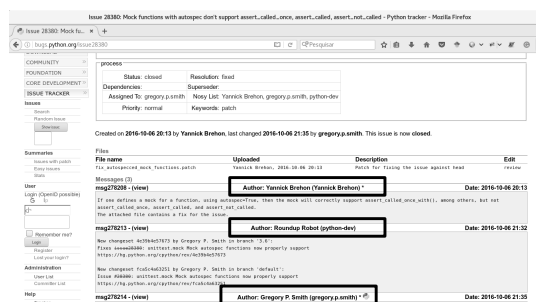 Issue 28380: Mock functions with autospec don't support assert_called_once, assert_called, assert_not_called - Python tracker - Mozilla Firefox
Issue 28380: Mock fu... × +
bugs.python.org/issue28380
Pesquisar
COMMUNITY
FOUNDATION
CORE DEVELOPMENT
ISSUE TRACKER
Issues
Search
Random issue
Show issue
Summaries
Issues with patch
Easy issues
Stats
User
Login (OpenID possible)
Remember me?
Login
Register
Lost your login?
Administration
User List
Committer List
Help
process
Status: closed Resolution: fixed
Dependencies: Superseder:
Assigned To: gregory.p.smith Nosy List: Yannick Brehon, gregory.p.smith, python-dev
Priority: normal Keywords: patch
Created on 2016-10-06 20:13 by Yannick Brehon, last changed 2016-10-06 21:35 by gregory.p.smith. This issue is now closed.
Files
File name Uploaded Description Edit
fix_autospecced_mock_functions.patch Yannick Brehon, 2016-10-06 20:13 Patch for fixing the issue against head review
Messages (3)
msg278208 - (view) Author: Yannick Brehon (Yannick Brehon) * Date: 2016-10-06 20:13
If one defines a mock for a function, using autospec=True, then the mock will correctly support assert_called_once_with(), among others, but not
assert_called_once, assert_called, and assert_not_called.
The attached file contains a fix for the issue.
msg278213 - (view) Author: Roundup Robot (python-dev) Date: 2016-10-06 21:32
New changeset 4e39b4e57673 by Gregory P. Smith in branch '3.6':
Fixes issue28380: unittest.mock Mock autospec functions now properly support
https://hg.python.org/cpython/rev/4e39b4e57673
New changeset fca5c4a63251 by Gregory P. Smith in branch 'default':
Issue #28380: unittest.mock Mock autospec functions now properly support
https://hg.python.org/cpython/rev/fca5c4a63251
msg278214 - (view) Author: Gregory P. Smith (gregory.p.smith) * Date: 2016-10-06 21:35